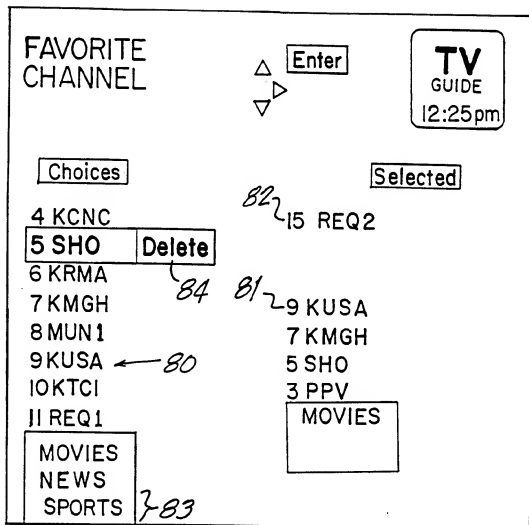 FAVORITE
CHANNEL
Enter
TV
GUIDE
12:25pm
Choices
Selected
4 KCNC
82
15 REQ2
5 SHO
Delete
6 KRMA
84
81
9 KUSA
7 KMGH
7 KMGH
8 MUN1
5 SHO
9 KUSA
80
3 PPV
10 KTCI
MOVIES
11 REQ1
MOVIES
NEWS
SPORTS
83